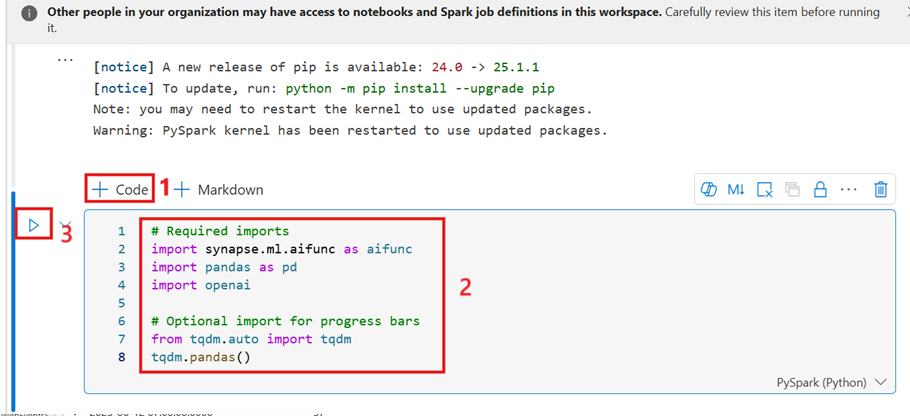 Other people in your organization may have access to notebooks and Spark job definitions in this workspace. Carefully review this item before running
it.
...
[notice] A new release of pip is available: 24.0 -> 25.1.1
[notice] To update, run: python -m pip install --upgrade pip
Note: you may need to restart the kernel to use updated packages.
Warning: PySpark kernel has been restarted to use updated packages.
+ Code 1 + Markdown
M↓ ...
3
1 # Required imports
2 import synapse.ml.aifunc as aifunc
3 import pandas as pd
4 import openai
5
2
6 # Optional import for progress bars
7 from tqdm.auto import tqdm
8 tqdm.pandas()
PySpark (Python)